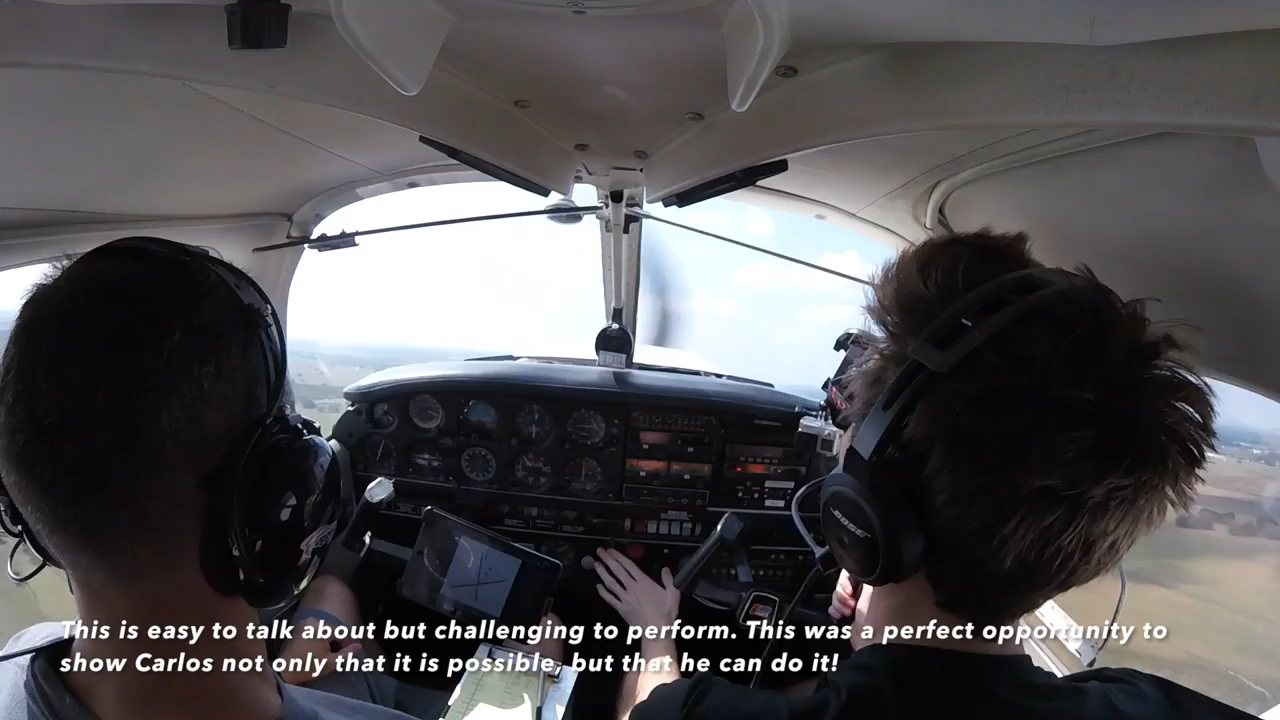 BOSE
This is easy to talk about but challenging to perform. This was a perfect opportunity to
show Carlos not only that it is possible, but that he can do it!